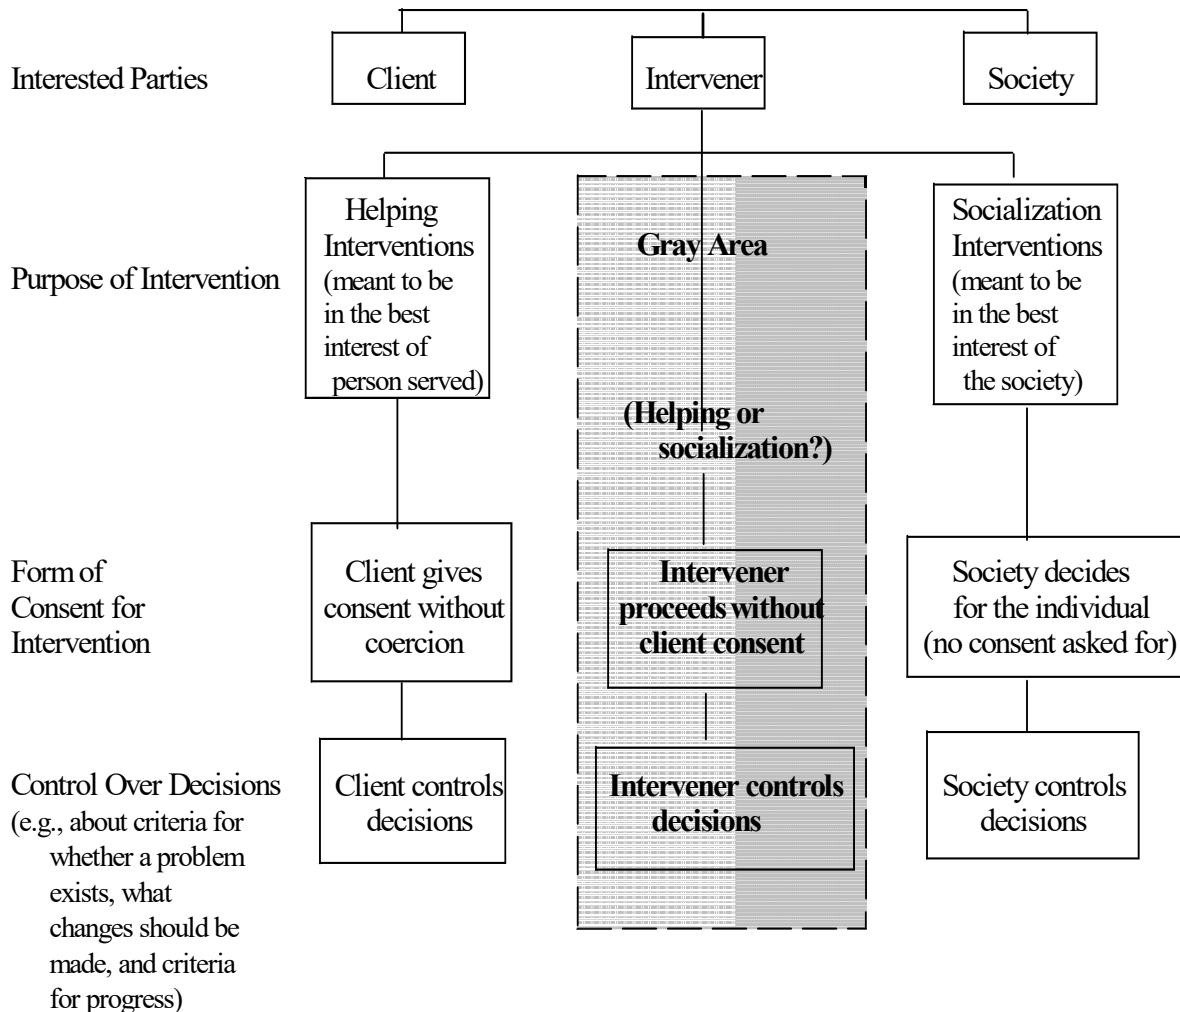 Interested Parties
Client
Intervener
Society
Purpose of Intervention
Helping
Interventions
(meant to be
in the best
interest of
person served)
Gray Area
(Helping or
socialization?)
Socialization
Interventions
(meant to be
in the best
interest of
the society)
Form of
Consent for
Intervention
Client gives
consent without
coercion
Intervener
proceeds without
client consent
Society decides
for the individual
(no consent asked for)
Control Over Decisions
(e.g., about criteria for
whether a problem
exists, what
changes should be
made, and criteria
for progress)
Client controls
decisions
Intervener controls
decisions
Society controls
decisions